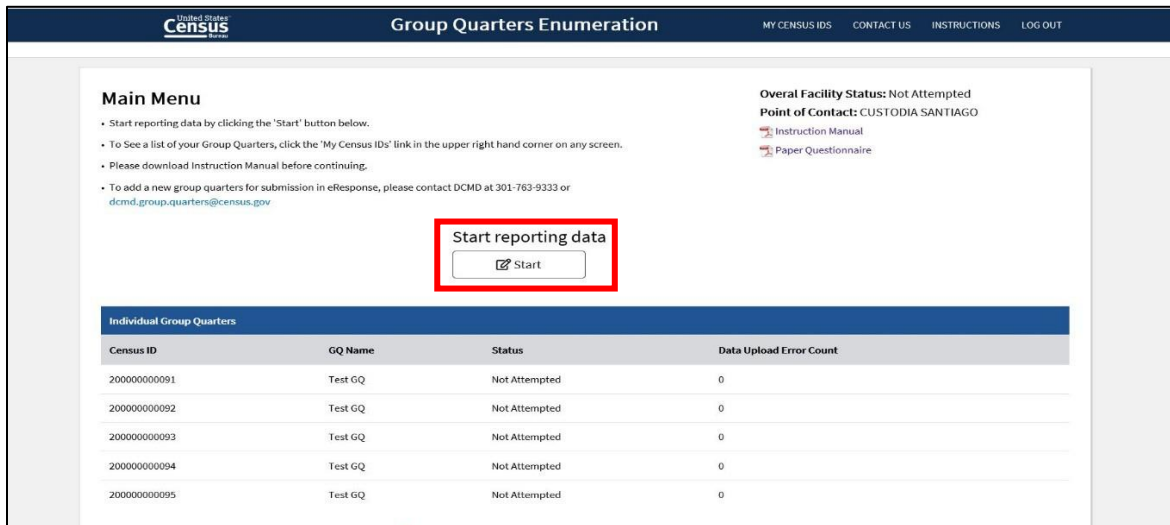 United States®
Census
Bureau
Group Quarters Enumeration
MY CENSUS IDS CONTACT US INSTRUCTIONS LOG OUT
Main Menu
• Start reporting data by clicking the 'Start' button below.
• To See a list of your Group Quarters, click the 'My Census IDs' link in the upper right hand corner on any screen.
• Please download Instruction Manual before continuing.
• To add a new group quarters for submission in eResponse, please contact DCMD at 301-763-9333 or
dcmd.group.quarters@census.gov
Overal Facility Status: Not Attempted
Point of Contact: CUSTODIA SANTIAGO
Instruction Manual
Paper Questionnaire
Start reporting data
Start
Individual Group Quarters
Census ID GQ Name Status Data Upload Error Count
200000000091 Test GQ Not Attempted 0
200000000092 Test GQ Not Attempted 0
200000000093 Test GQ Not Attempted 0
200000000094 Test GQ Not Attempted 0
200000000095 Test GQ Not Attempted 0